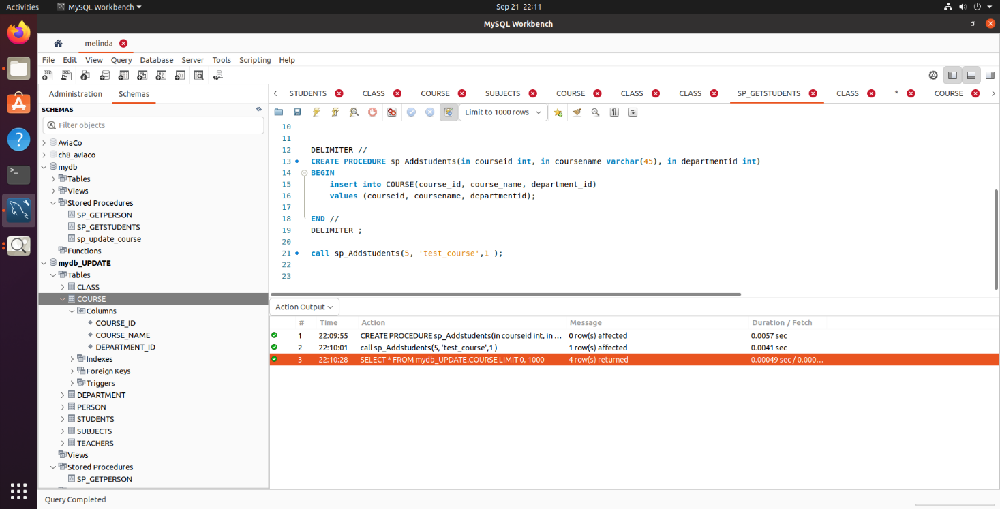 Activities MySQL Workbench Sep 21 22:11
MySQL Workbench
melinda
File Edit View Query Database Server Tools Scripting Help
Administration Schemas
STUDENTS CLASS COURSE SUBJECTS COURSE CLASS CLASS SP_GETSTUDENTS CLASS * COURSE
SCHEMAS
Filter objects
AviaCo
ch8_aviaco
mydb
Tables
Views
Stored Procedures
SP_GETPERSON
SP_GETSTUDENTS
sp_update_course
Functions
mydb_UPDATE
Tables
CLASS
COURSE
Columns
COURSE_ID
COURSE_NAME
DEPARTMENT_ID
Indexes
Foreign Keys
Triggers
DEPARTMENT
PERSON
STUDENTS
SUBJECTS
TEACHERS
Views
Stored Procedures
SP_GETPERSON
Limit to 1000 rows
10
11
12 DELIMITER //
13 CREATE PROCEDURE sp_Addstudents(in courseid int, in coursename varchar(45), in departmentid int)
14 BEGIN
15 insert into COURSE(course_id, course_name, department_id)
16 values (courseid, coursename, departmentid);
17
18 END //
19 DELIMITER ;
20
21 call sp_Addstudents(5, 'test_course',1 );
22
23
Action Output
# Time Action Message Duration / Fetch
1 22:09:55 CREATE PROCEDURE sp_Addstudents(in courseid int, in ... 0 row(s) affected 0.0057 sec
2 22:10:01 call sp_Addstudents(5, 'test_course',1 ) 1 row(s) affected 0.0041 sec
3 22:10:28 SELECT * FROM mydb_UPDATE.COURSE LIMIT 0, 1000 4 row(s) returned 0.00049 sec / 0.000...
Query Completed